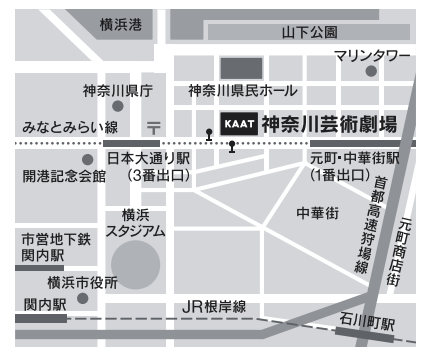 横浜港
山下公園
マリンタワー
神奈川県庁
神奈川県民ホール
みなとみらい線
〒
KAAT 神奈川芸術劇場
日本大通り駅
(3番出口)
元町・中華街駅
(1番出口)
開港記念会館
首都高速狩場線
元町商店街
横浜
スタジアム
中華街
市営地下鉄
関内駅
横浜市役所
関内駅
JR根岸線
石川町駅